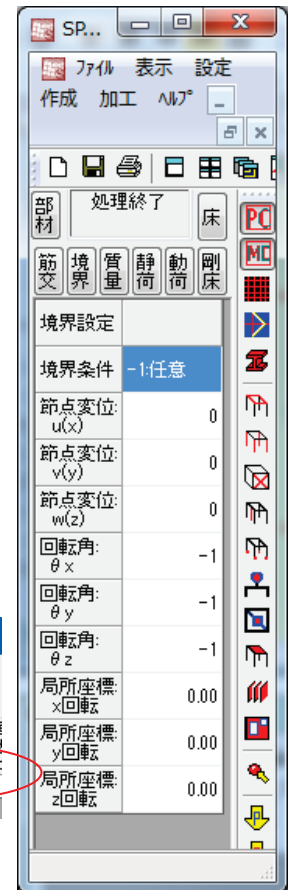 SP...
ファイル 表示 設定
作成 加工 ヘルプ
部材 処理終了 床
PC
筋交 境界 質量 静荷 動荷 剛床
MC
境界設定
境界条件 -1:任意
節点変位:
u(x) 0
節点変位:
v(y) 0
節点変位:
w(z) 0
回転角:
θx -1
回転角:
θy -1
回転角:
θz -1
局所座標:
x回転 0.00
局所座標:
y回転 0.00
局所座標:
z回転 0.00